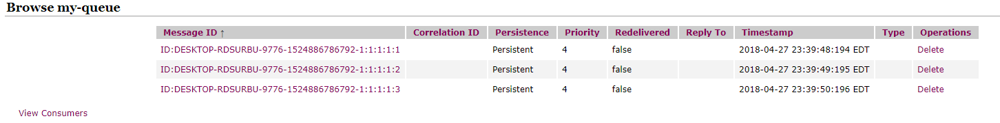 Browse my-queue
Message ID ↑ Correlation ID Persistence Priority Redelivered Reply To Timestamp Type Operations
ID:DESKTOP-RDSURBU-9776-1524886786792-1:1:1:1:1 Persistent 4 false 2018-04-27 23:39:48:194 EDT Delete
ID:DESKTOP-RDSURBU-9776-1524886786792-1:1:1:1:2 Persistent 4 false 2018-04-27 23:39:49:195 EDT Delete
ID:DESKTOP-RDSURBU-9776-1524886786792-1:1:1:1:3 Persistent 4 false 2018-04-27 23:39:50:196 EDT Delete
View Consumers